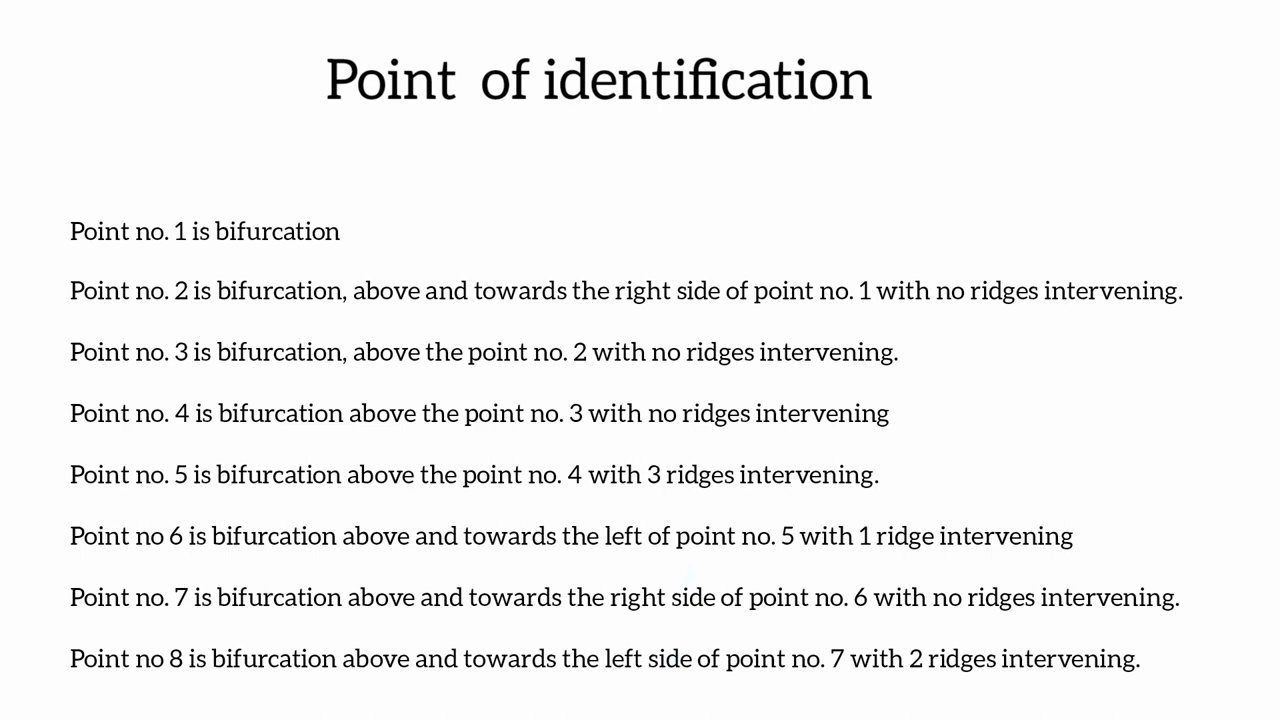 Point of identification
Point no. 1 is bifurcation
Point no. 2 is bifurcation, above and towards the right side of point no. 1 with no ridges intervening.
Point no. 3 is bifurcation, above the point no. 2 with no ridges intervening.
Point no. 4 is bifurcation above the point no. 3 with no ridges intervening
Point no. 5 is bifurcation above the point no. 4 with 3 ridges intervening.
Point no 6 is bifurcation above and towards the left of point no. 5 with 1 ridge intervening
Point no. 7 is bifurcation above and towards the right side of point no. 6 with no ridges intervening.
Point no 8 is bifurcation above and towards the left side of point no. 7 with 2 ridges intervening.